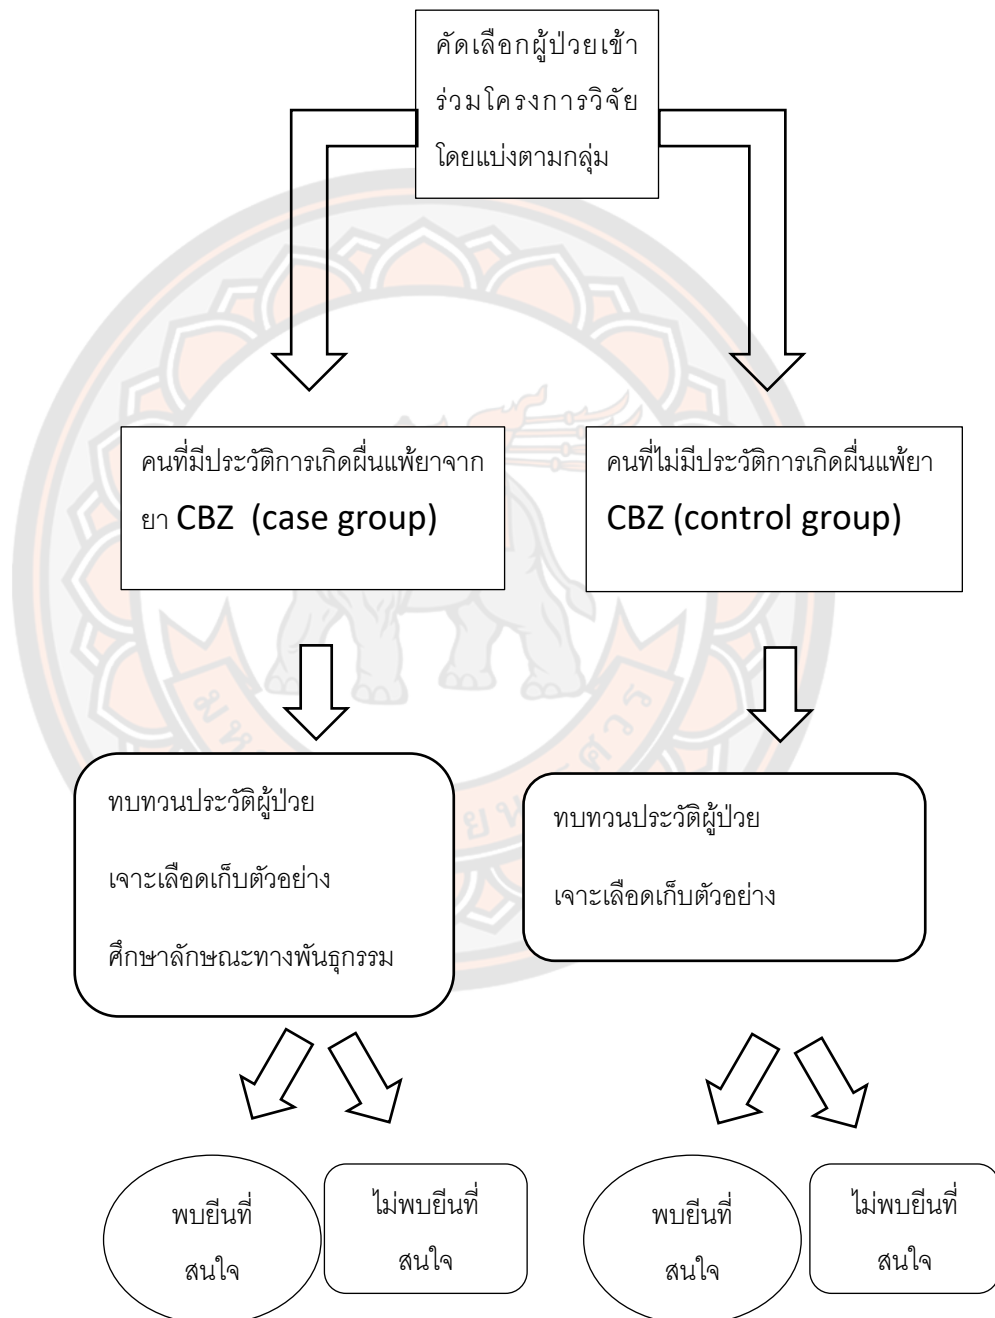 คัดเลือกผู้ป่วยเข้า
ร่วมโครงการวิจัย
โดยแบ่งตามกลุ่ม
คนที่มีประวัติการเกิดผื่นแพ้ยาจาก
ยา CBZ (case group)
คนที่ไม่มีประวัติการเกิดผื่นแพ้ยา
CBZ (control group)
ทบทวนประวัติผู้ป่วย
เจาะเลือดเก็บตัวอย่าง
ศึกษาลักษณะทางพันธุกรรม
ทบทวนประวัติผู้ป่วย
เจาะเลือดเก็บตัวอย่าง
พบยีนที่
สนใจ
ไม่พบยีนที่
สนใจ
พบยีนที่
สนใจ
ไม่พบยีนที่
สนใจ